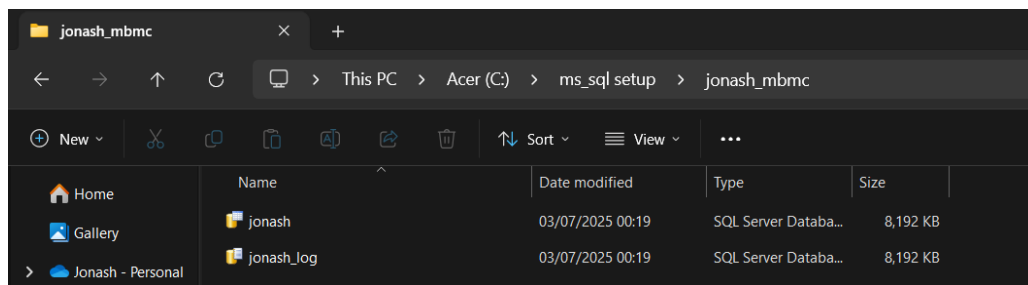 jonash_mbmc
This PC > Acer (C:) > ms_sql setup > jonash_mbmc
New Sort View
Name Date modified Type Size
Home
Gallery
Jonash - Personal
jonash 03/07/2025 00:19 SQL Server Databa... 8,192 KB
jonash_log 03/07/2025 00:19 SQL Server Databa... 8,192 KB